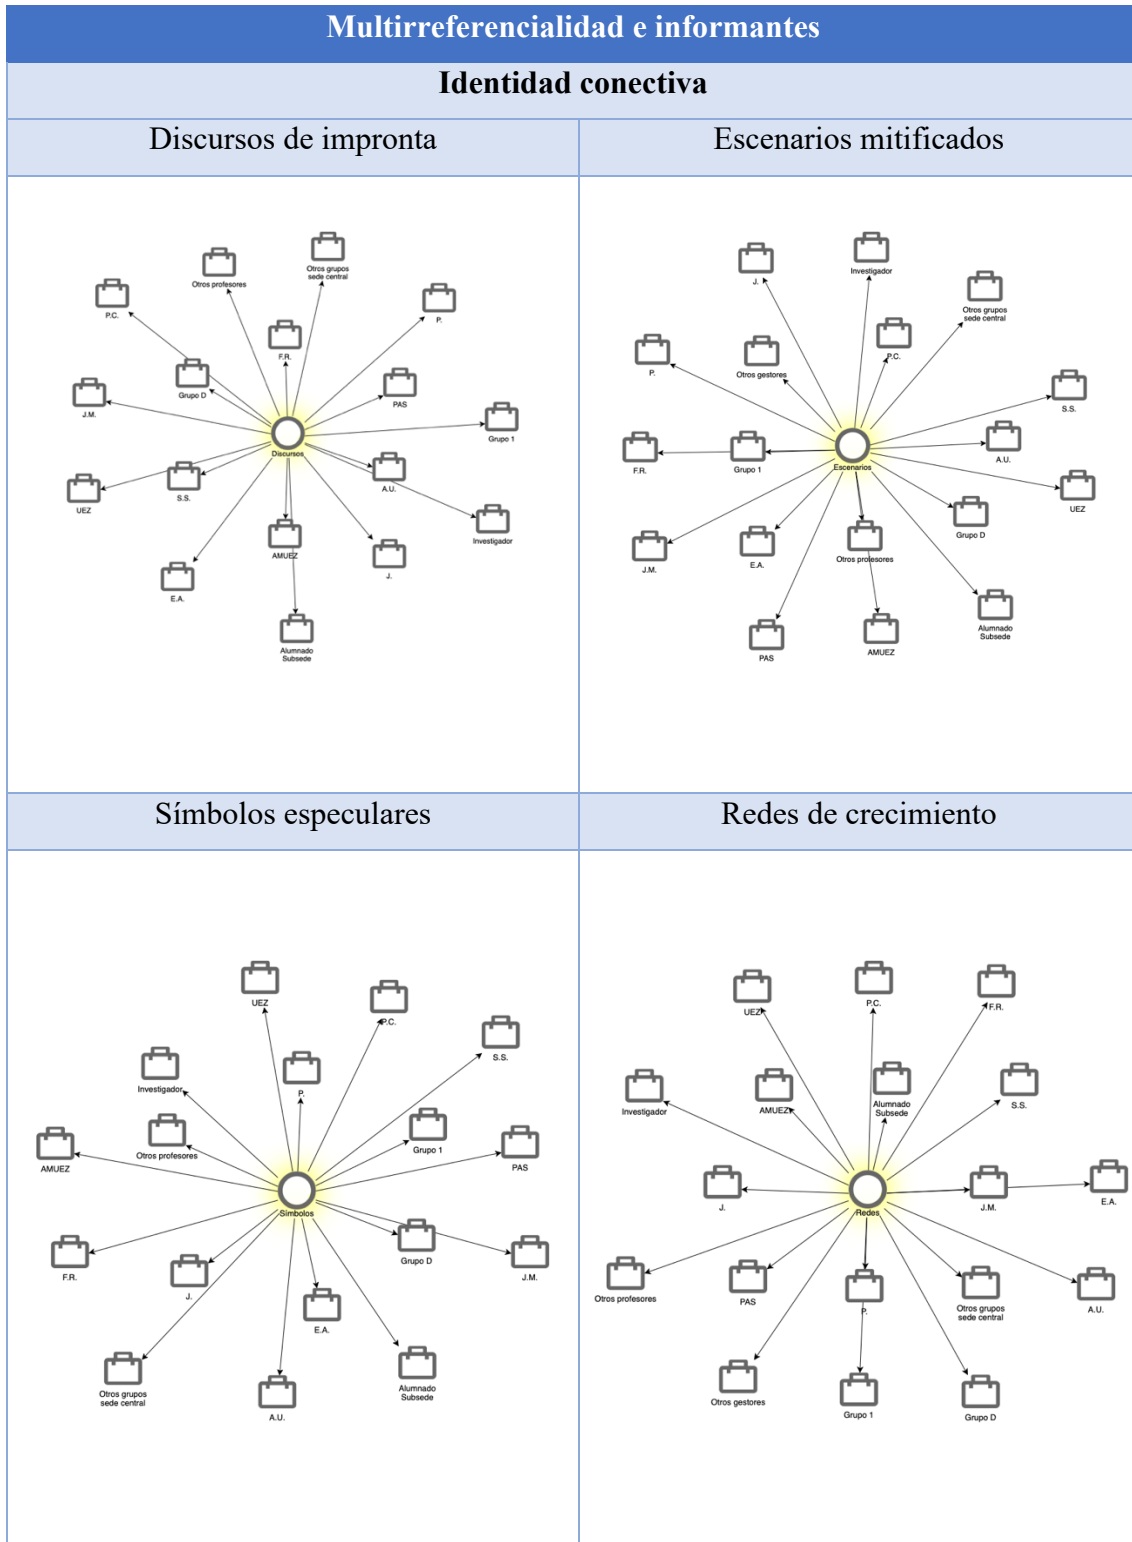 Multirreferencialidad e informantes
Identidad conectiva
Discursos de impronta
Escenarios mitificados
Otros grupos
sede central
Otros profesores
P.C.
P.
F.R.
Grupo D
PAS
J.M.
Grupo 1
Discursos
A.U.
S.S.
UEZ
Investigador
AMUEZ
J.
E.A.
Alumnado
Subsede
Investigador
J.
Otros grupos
sede central
P.C.
P.
Otros gestores
S.S.
A.U.
F.R.
Grupo 1
Escenarios
UEZ
Grupo D
Otros profesores
J.M.
E.A.
Alumnado
Subsede
AMUEZ
PAS
Símbolos especulares
Redes de crecimiento
UEZ
P.C.
S.S.
Investigador
P.
Grupo 1
Otros profesores
AMUEZ
PAS
Símbolos
Grupo D
F.R.
J.M.
J.
E.A.
Otros grupos
sede central
Alumnado
Subsede
A.U.
P.C.
F.R.
UEZ
Alumnado
Subsede
S.S.
AMUEZ
Investigador
J.
J.M.
E.A.
Redes
Otros profesores
PAS
P.
Otros grupos
sede central
A.U.
Otros gestores
Grupo 1
Grupo D